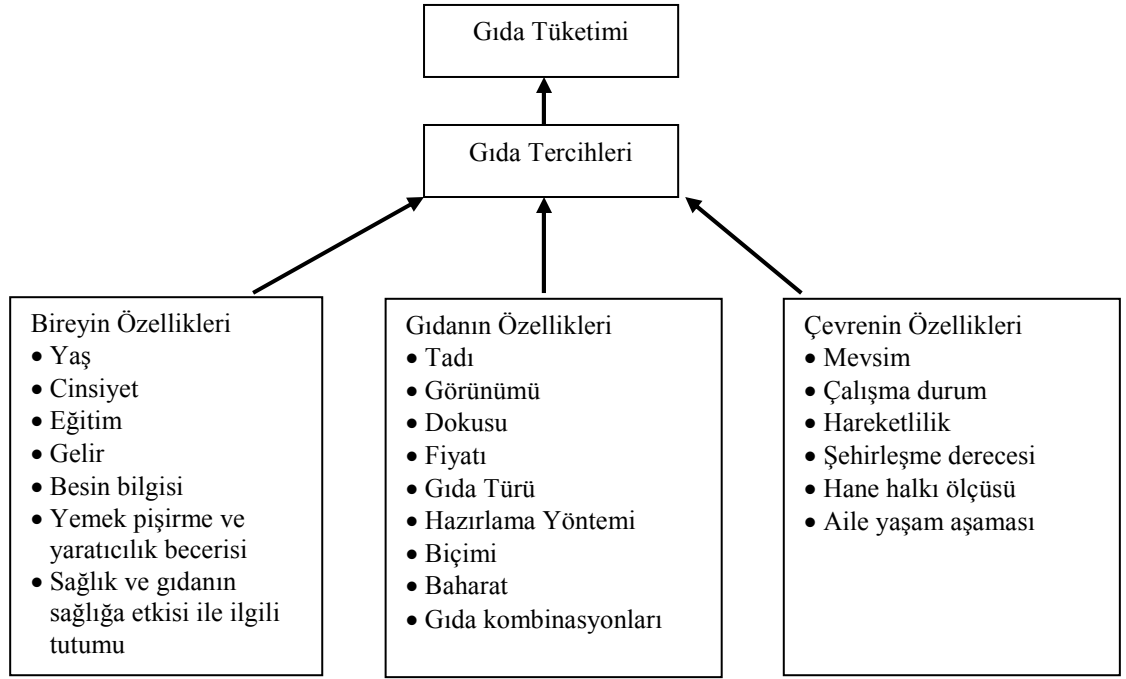 Gıda Tüketimi
Gıda Tercihleri
Bireyin Özellikleri
• Yaş
• Cinsiyet
• Eğitim
• Gelir
• Besin bilgisi
• Yemek pişirme ve
yaratıcılık becerisi
• Sağlık ve gıdanın
sağlığa etkisi ile ilgili
tutumu
Gıdanın Özellikleri
• Tadı
• Görünümü
• Dokusu
• Fiyatı
• Gıda Türü
• Hazırlama Yöntemi
• Biçimi
• Baharat
• Gıda kombinasyonları
Çevrenin Özellikleri
• Mevsim
• Çalışma durum
• Hareketlilik
• Şehirleşme derecesi
• Hane halkı ölçüsü
• Aile yaşam aşaması